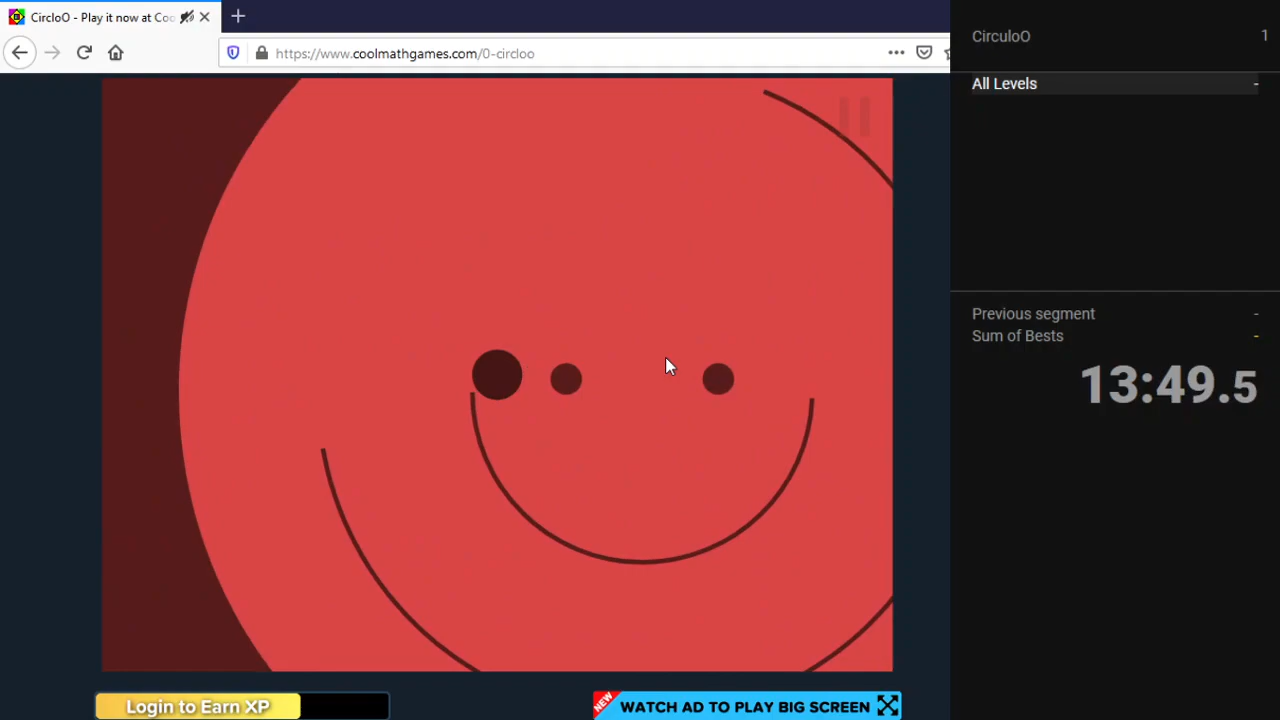 CircloO - Play it now at Coo
https://www.coolmathgames.com/0-circloo
CirculoO 1
All Levels -
Previous segment -
Sum of Bests -
13:49.5
Login to Earn XP
NEW
WATCH AD TO PLAY BIG SCREEN